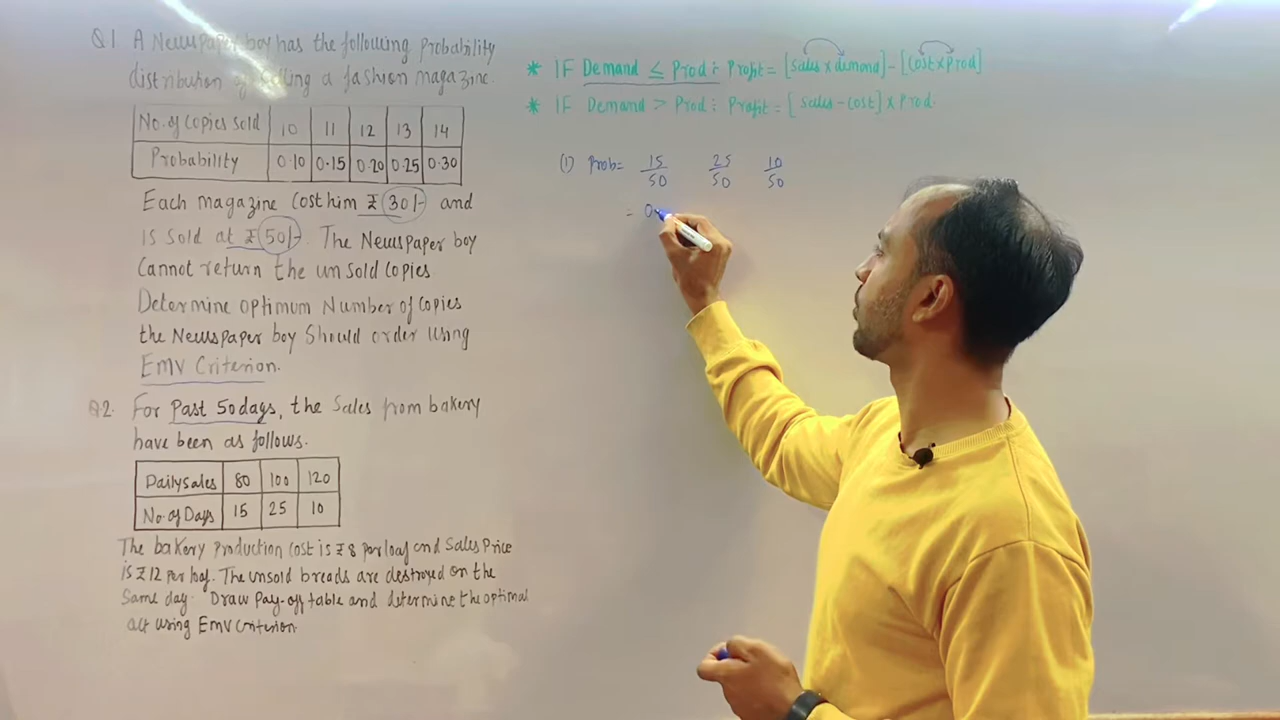 Q.1 A Newspaper boy has the following Probability
distribution of selling a fashion magazine.
No. of Copies Sold 10 11 12 13 14
Probability 0.10 0.15 0.20 0.25 0.30
Each magazine Cost him ₹ 30/- and
is sold at ₹ 50/-. The Newspaper boy
Cannot return the unsold Copies
Determine optimum Number of Copies
the Newspaper boy Should order using
Emv Criterion.
Q2. For Past 50 days, the Sales from bakery
have been as follows.
Daily sales 80 100 120
No. of Days 15 25 10
The bakery Production Cost is ₹ 8 per loaf and Sales Price
is ₹ 12 per loaf. The unsold breads are destroyed on the
Same day. Draw Pay-off table and determine the optimal
act using Emv Criterion.
* IF Demand ≤ Prod : Profit = [sales × demand] - [cost × Prod]
* IF Demand > Prod : Profit = [sales - cost] × Prod.
(1) Prob = 15/50 25/50 10/50
= 0.